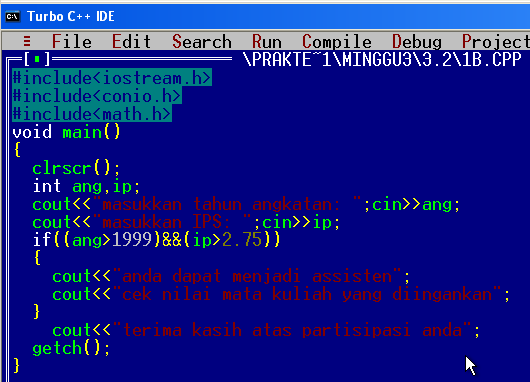 Turbo C++ IDE
≡ File Edit Search Run Compile Debug Project
[■] \PRAKTE~1\MINGGU3\3.2\1B.CPP
#include<iostream.h>
#include<conio.h>
#include<math.h>
void main()
{
clrscr();
int ang,ip;
cout<<"masukkan tahun angkatan: ";cin>>ang;
cout<<"masukkan IPS: ";cin>>ip;
if((ang>1999)&&(ip>2.75))
{
cout<<"anda dapat menjadi assisten";
cout<<"cek nilai mata kuliah yang diingankan";
}
cout<<"terima kasih atas partisipasi anda";
getch();
}